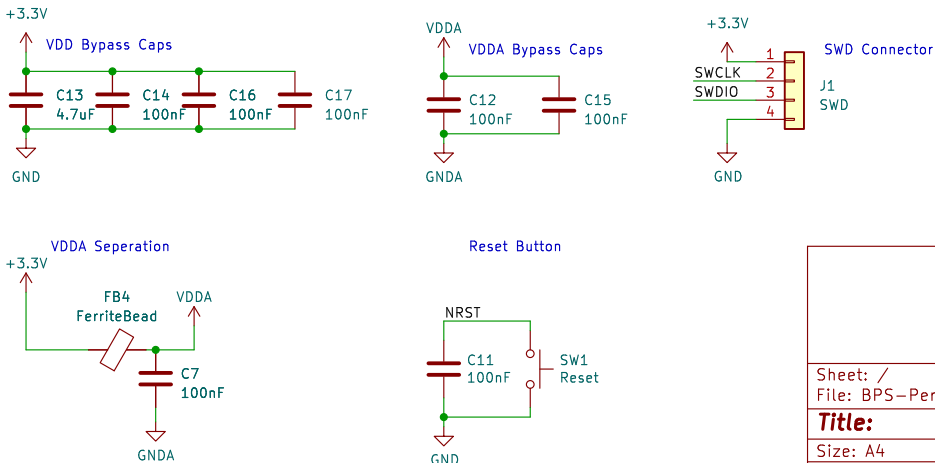 +3.3V
VDD Bypass Caps
C13
4.7uF
C14
100nF
C16
100nF
C17
100nF
GND
VDDA
VDDA Bypass Caps
C12
100nF
C15
100nF
GNDA
+3.3V
SWD Connector
1
SWCLK 2
SWDIO 3
4
J1
SWD
GND
VDDA Seperation
+3.3V
FB4
FerriteBead
VDDA
C7
100nF
GNDA
Reset Button
NRST
C11
100nF
SW1
Reset
GND
Sheet: /
File: BPS-Per
Title:
Size: A4